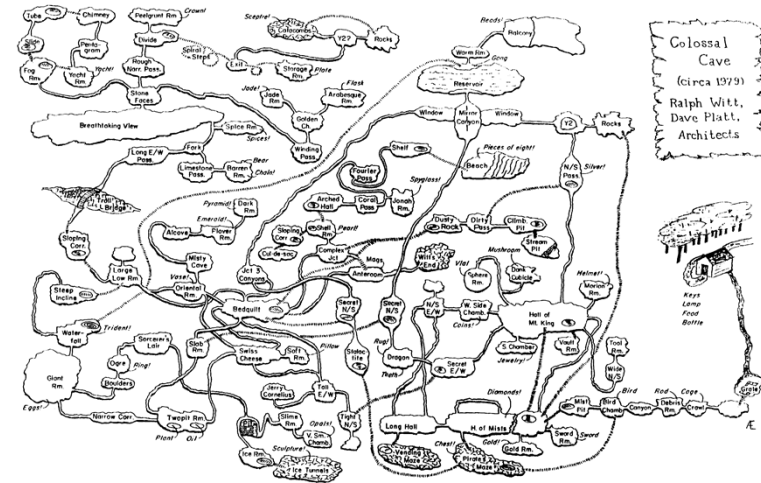 Tube
Chimney
Peelgrunt Rm.
Crown!
Sceptre!
Catacombs
Y2?
Rocks
Beads!
Balcony
Slide
Penta-
gram
Divide
Spiral
Steps
Exit
Storage
Rm.
Plate
Worm Rm.
Gong
Colossal
Cave
(circa 1979)
Ralph Witt,
Dave Platt,
Architects
Fog Rm.
Yacht
Rm.
Yacht!
Rough
Narr. Pass.
Stone
Faces
Jade!
Jade
Rm.
Flask
Arabesque
Rm.
Golden
Ch.
Reservoir
Window
Mirror
Canyon
Window
Y2
Rocks
Breathtaking View
Spice Rm.
Spices!
Winding
Pass.
Long E/W
Pass.
Fork
Limestone
Pass.
Barren
Rm.
Bear
Chain!
Shelf
Fourier
Pass
Beach
Pieces of eight!
N/S
Pass.
Silver!
Troll
Bridge
Pyramid!
Dark
Rm.
Emerald!
Alcove
Plover
Rm.
Spyglass!
Arched
Hall
Coral
Pass
Jonah
Rm.
Sloping
Corr.
Cul-de-sac
Shell
Rm.
Pearl!
Dusty
Rock
Dirty
Pass
Climb.
Pit
Stream
Pit
Sloping
Corr.
Misty
Cave
Complex
Jct
Mags.
Anteroom
Witt's
End
Vial
Mushroom
Sphere
Rm.
Dank
Cubicle
Helmet!
Morion
Rm.
Keys
Lamp
Food
Bottle
Steep
Incline
Large
Low Rm.
Vase!
Oriental
Rm.
Jct 3
Canyons
Bedquilt
Secret
N/S
Secret
N/S
N/S
E/W
W. Side
Chamb.
Coins!
Hall of
Mt. King
Water-
fall
Trident!
Sorcerer's
Lair
Ogre
Ring!
Boulders
Slab
Rm.
Swiss
Cheese
Soft
Rm.
Pillow
Stalac
tite
Rug!
Dragon
Teeth
Secret
E/W
S. Chamber
Jewelry!
Vault
Rm.
Tool
Rm.
Wide
N/S
Giant
Rm.
Eggs!
Narrow Corr.
Twopit Rm.
Plant
Oil
Jerry
Cornelius
Tall
E/W
Tight
N/S
Slime
Rm.
Opals!
V. Sm.
Chamb.
Ice Rm.
Sculpture!
Ice Tunnels
Diamonds!
Long Hall
H. of Mists
Vending
Maze
Chest!
Pirate's
Maze
Gold!
Gold Rm.
Sword
Rm.
Sword
Mist
Pit
Bird
Bird
Chamb.
Canyon
Rod
Debris
Rm.
Cage
Crawl
Grate
Æ